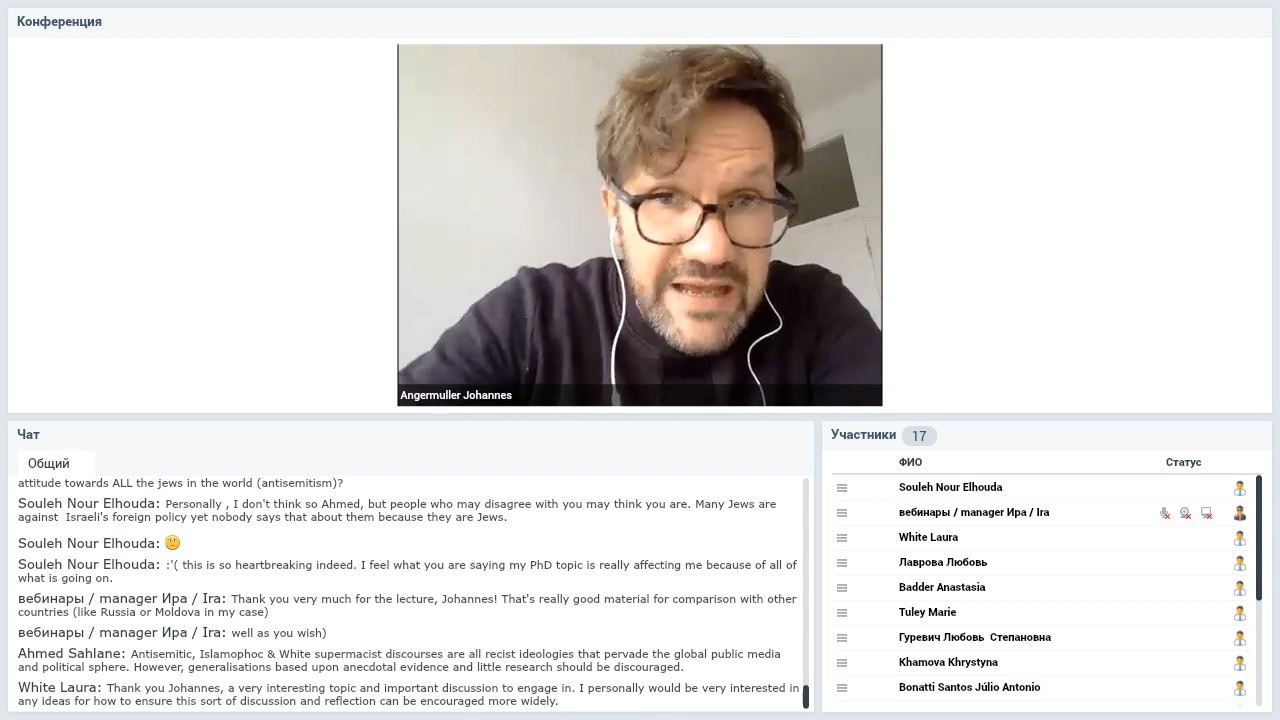 Конференция
Angermuller Johannes
Чат
Общий
attitude towards ALL the jews in the world (antisemitism)?
Souleh Nour Elhouda: Personally , I don't think so Ahmed, but people who may disagree with you may think you are. Many Jews are
against Israeli's foreign policy yet nobody says that about them because they are Jews.
Souleh Nour Elhouda:
Souleh Nour Elhouda: :'( this is so heartbreaking indeed. I feel what you are saying my PhD topic is really affecting me because of all of
what is going on.
вебинары / manager Ира / Ira: Thank you very much for the lecture, Johannes! That's really good material for comparison with other
countries (like Russia or Moldova in my case)
вебинары / manager Ира / Ira: well as you wish)
Ahmed Sahlane: Antisemitic, Islamophoc & White supermacist discourses are all recist ideologies that pervade the global public media
and political sphere. However, generalisations based upon anecdotal evidence and little research should be discouraged.
White Laura: Thank you Johannes, a very interesting topic and important discussion to engage in. I personally would be very interested in
any ideas for how to ensure this sort of discussion and reflection can be encouraged more widely.
Участники 17
ФИО Статус
Souleh Nour Elhouda
вебинары / manager Ира / Ira
White Laura
Лаврова Любовь
Badder Anastasia
Tuley Marie
Гуревич Любовь Степановна
Khamova Khrystyna
Bonatti Santos Júlio Antonio